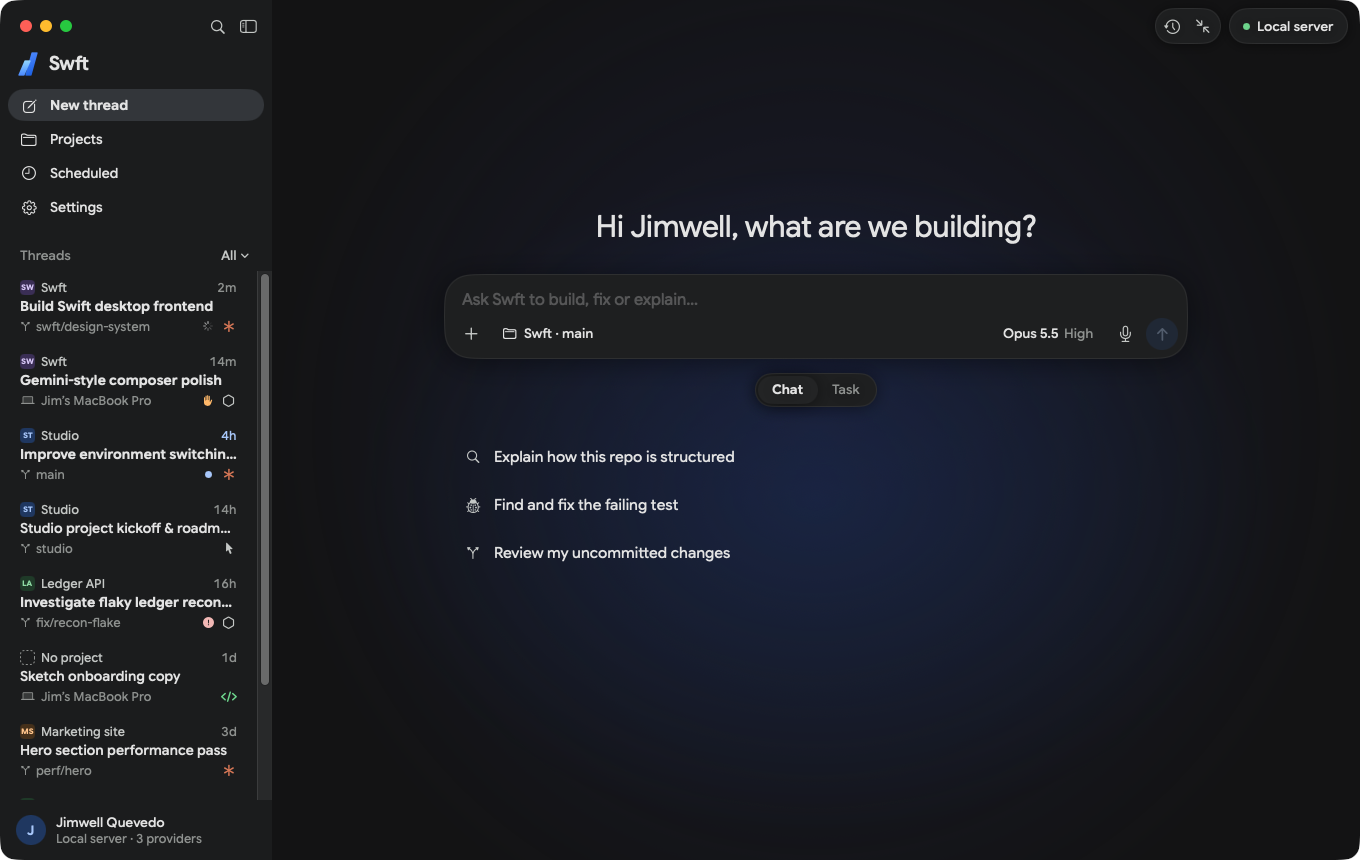 Swft
New thread
Projects
Scheduled
Settings
Threads
All
SW Swft 2m
Build Swift desktop frontend
swft/design-system
SW Swft 14m
Gemini-style composer polish
Jim's MacBook Pro
ST Studio 4h
Improve environment switchin...
main
ST Studio 14h
Studio project kickoff & roadm...
studio
LA Ledger API 16h
Investigate flaky ledger recon...
fix/recon-flake
No project 1d
Sketch onboarding copy
Jim's MacBook Pro
MS Marketing site 3d
Hero section performance pass
perf/hero
J
Jimwell Quevedo
Local server · 3 providers
Local server
Hi Jimwell, what are we building?
Ask Swft to build, fix or explain...
Swft · main
Opus 5.5 High
Chat
Task
Explain how this repo is structured
Find and fix the failing test
Review my uncommitted changes